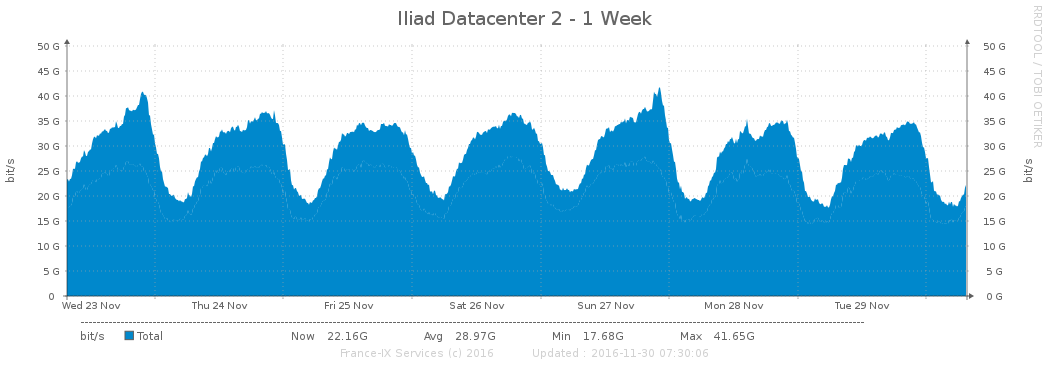 Iliad Datacenter 2 - 1 Week
RRDTOOL / TOBI OETIKER
50 G 50 G
45 G 45 G
40 G 40 G
35 G 35 G
30 G 30 G
25 G 25 G
20 G 20 G
15 G 15 G
10 G 10 G
5 G 5 G
0 0 G
bit/s bit/s
Wed 23 Nov Thu 24 Nov Fri 25 Nov Sat 26 Nov Sun 27 Nov Mon 28 Nov Tue 29 Nov
bit/s Total Now 22.16G Avg 28.97G Min 17.68G Max 41.65G
France-IX Services (c) 2016 Updated : 2016-11-30 07:30:06